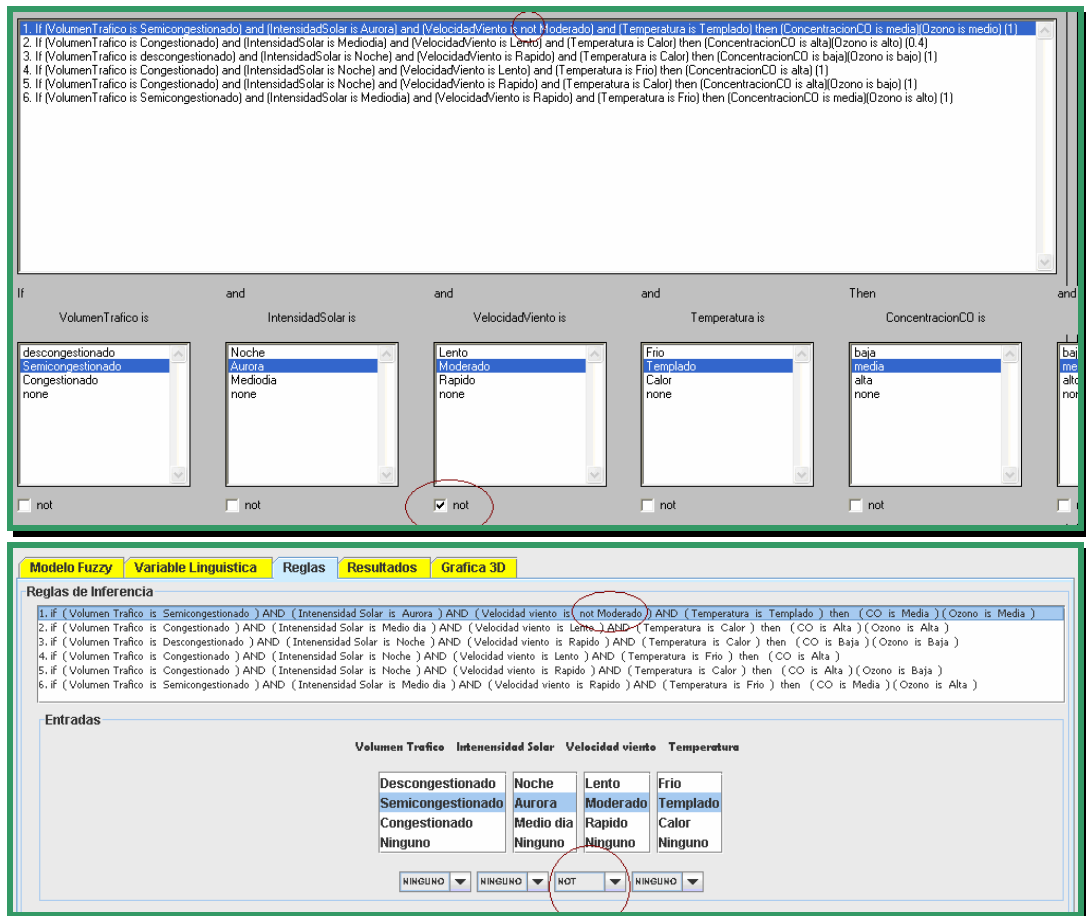 1. If (VolumenTrafico is Semicongestionado) and (IntensidadSolar is Aurora) and (VelocidadViento is not Moderado) and (Temperatura is Templado) then (ConcentracionCO is media)(Ozono is medio) (1)
2. If (VolumenTrafico is Congestionado) and (IntensidadSolar is Mediodia) and (VelocidadViento is Lento) and (Temperatura is Calor) then (ConcentracionCO is alta)(Ozono is alto) (0.4)
3. If (VolumenTrafico is descongestionado) and (IntensidadSolar is Noche) and (VelocidadViento is Rapido) and (Temperatura is Calor) then (ConcentracionCO is baja)(Ozono is bajo) (1)
4. If (VolumenTrafico is Congestionado) and (IntensidadSolar is Noche) and (VelocidadViento is Lento) and (Temperatura is Frio) then (ConcentracionCO is alta) (1)
5. If (VolumenTrafico is Congestionado) and (IntensidadSolar is Noche) and (VelocidadViento is Rapido) and (Temperatura is Calor) then (ConcentracionCO is alta)(Ozono is bajo) (1)
6. If (VolumenTrafico is Semicongestionado) and (IntensidadSolar is Mediodia) and (VelocidadViento is Rapido) and (Temperatura is Frio) then (ConcentracionCO is media)(Ozono is alto) (1)
If and and and Then and
VolumenTrafico is IntensidadSolar is VelocidadViento is Temperatura is ConcentracionCO is
descongestionado Noche Lento Frio baja
Semicongestionado Aurora Moderado Templado media
Congestionado Mediodia Rapido Calor alta
none none none none none
not not not not not
Modelo Fuzzy Variable Linguistica Reglas Resultados Grafica 3D
Reglas de Inferencia
1. if ( Volumen Trafico is Semicongestionado ) AND ( Intenensidad Solar is Aurora ) AND ( Velocidad viento is not Moderado ) AND ( Temperatura is Templado ) then ( CO is Media ) ( Ozono is Media )
2. if ( Volumen Trafico is Congestionado ) AND ( Intenensidad Solar is Medio dia ) AND ( Velocidad viento is Lento ) AND ( Temperatura is Calor ) then ( CO is Alta ) ( Ozono is Alta )
3. if ( Volumen Trafico is Descongestionado ) AND ( Intenensidad Solar is Noche ) AND ( Velocidad viento is Rapido ) AND ( Temperatura is Calor ) then ( CO is Baja ) ( Ozono is Baja )
4. if ( Volumen Trafico is Congestionado ) AND ( Intenensidad Solar is Noche ) AND ( Velocidad viento is Lento ) AND ( Temperatura is Frio ) then ( CO is Alta )
5. if ( Volumen Trafico is Congestionado ) AND ( Intenensidad Solar is Noche ) AND ( Velocidad viento is Rapido ) AND ( Temperatura is Calor ) then ( CO is Alta ) ( Ozono is Baja )
6. if ( Volumen Trafico is Semicongestionado ) AND ( Intenensidad Solar is Medio dia ) AND ( Velocidad viento is Rapido ) AND ( Temperatura is Frio ) then ( CO is Media ) ( Ozono is Alta )
Entradas
Volumen Trafico Intenensidad Solar Velocidad viento Temperatura
Descongestionado Noche Lento Frio
Semicongestionado Aurora Moderado Templado
Congestionado Medio dia Rapido Calor
Ninguno Ninguno Ninguno Ninguno
NINGUNO NINGUNO NOT NINGUNO